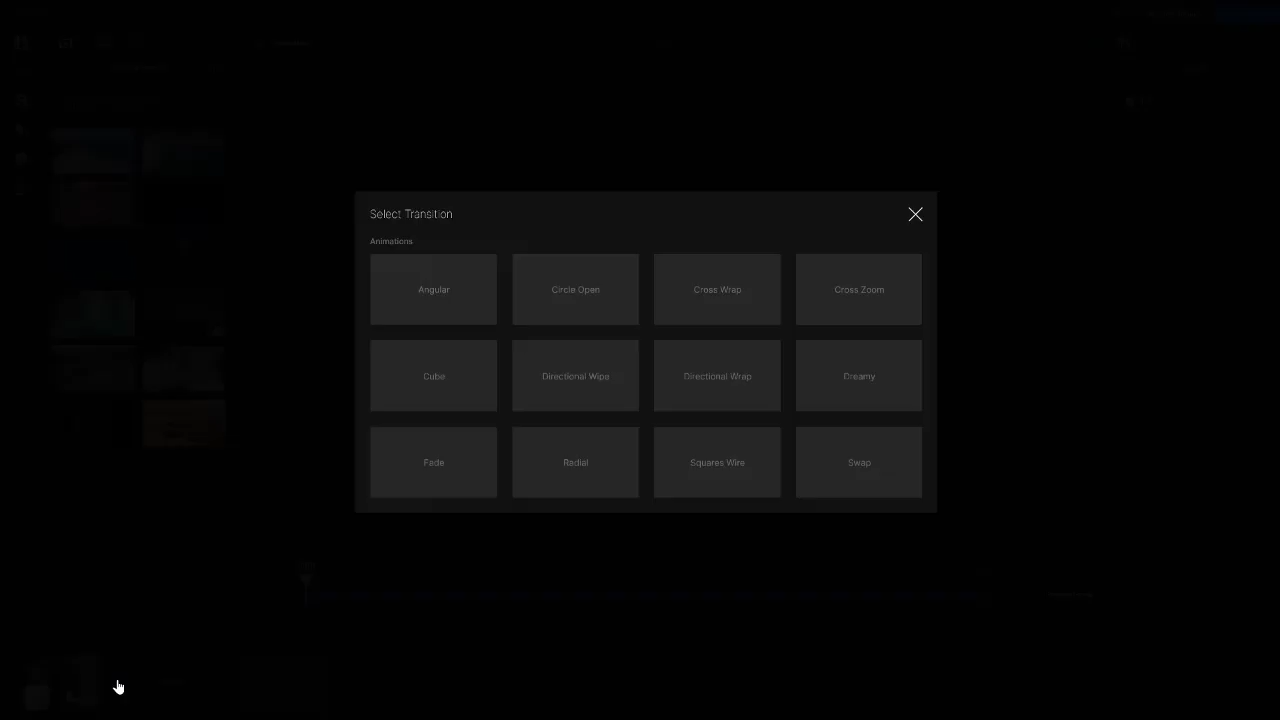 Select Transition
Animations
Angular
Circle Open
Cross Wrap
Cross Zoom
Cube
Directional Wipe
Directional Wrap
Dreamy
Fade
Radial
Squares Wire
Swap